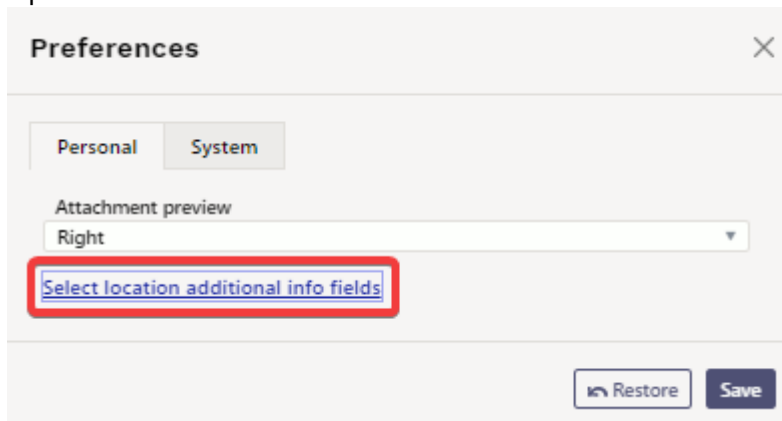 Preferences
Personal System
Attachment preview
Right
Select location additional info fields
Restore Save